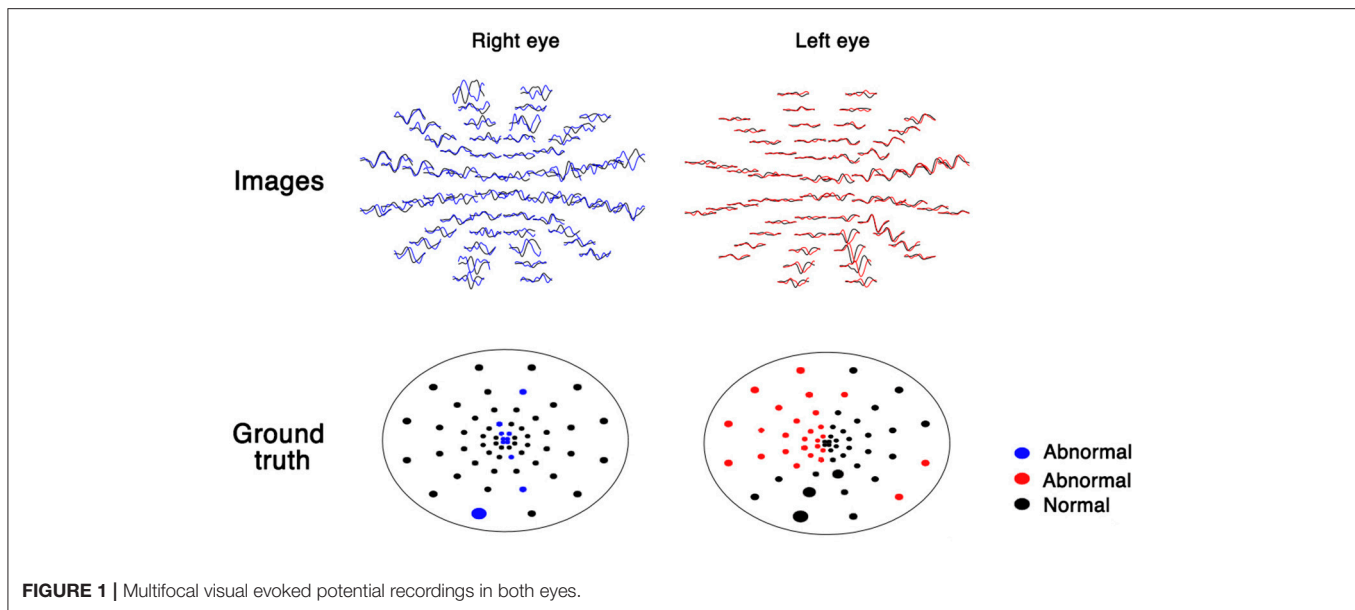 Right eye
Left eye
Images
Ground
truth
Abnormal
Abnormal
Normal
FIGURE 1 | Multifocal visual evoked potential recordings in both eyes.